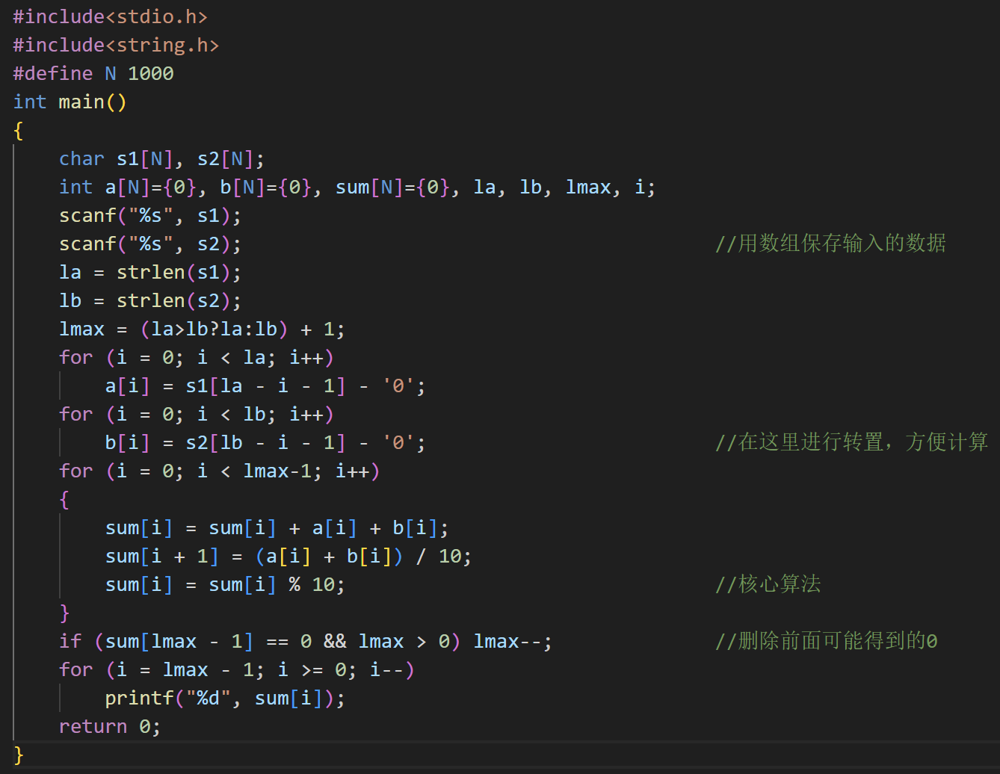 #include<stdio.h>
#include<string.h>
#define N 1000
int main()
{
    char s1[N], s2[N];
    int a[N]={0}, b[N]={0}, sum[N]={0}, la, lb, lmax, i;
    scanf("%s", s1);
    scanf("%s", s2);                                         //用数组保存输入的数据
    la = strlen(s1);
    lb = strlen(s2);
    lmax = (la>lb?la:lb) + 1;
    for (i = 0; i < la; i++)
        a[i] = s1[la - i - 1] - '0';
    for (i = 0; i < lb; i++)
        b[i] = s2[lb - i - 1] - '0';                         //在这里进行转置，方便计算
    for (i = 0; i < lmax-1; i++)
    {
        sum[i] = sum[i] + a[i] + b[i];
        sum[i + 1] = (a[i] + b[i]) / 10;
        sum[i] = sum[i] % 10;                                //核心算法
    }
    if (sum[lmax - 1] == 0 && lmax > 0) lmax--;              //删除前面可能得到的0
    for (i = lmax - 1; i >= 0; i--)
        printf("%d", sum[i]);
    return 0;
}